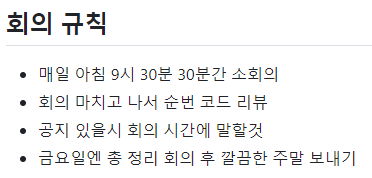 회의 규칙
매일 아침 9시 30분 30분간 소회의
회의 마치고 나서 순번 코드 리뷰
공지 있을시 회의 시간에 말할것
금요일엔 총 정리 회의 후 깔끔한 주말 보내기